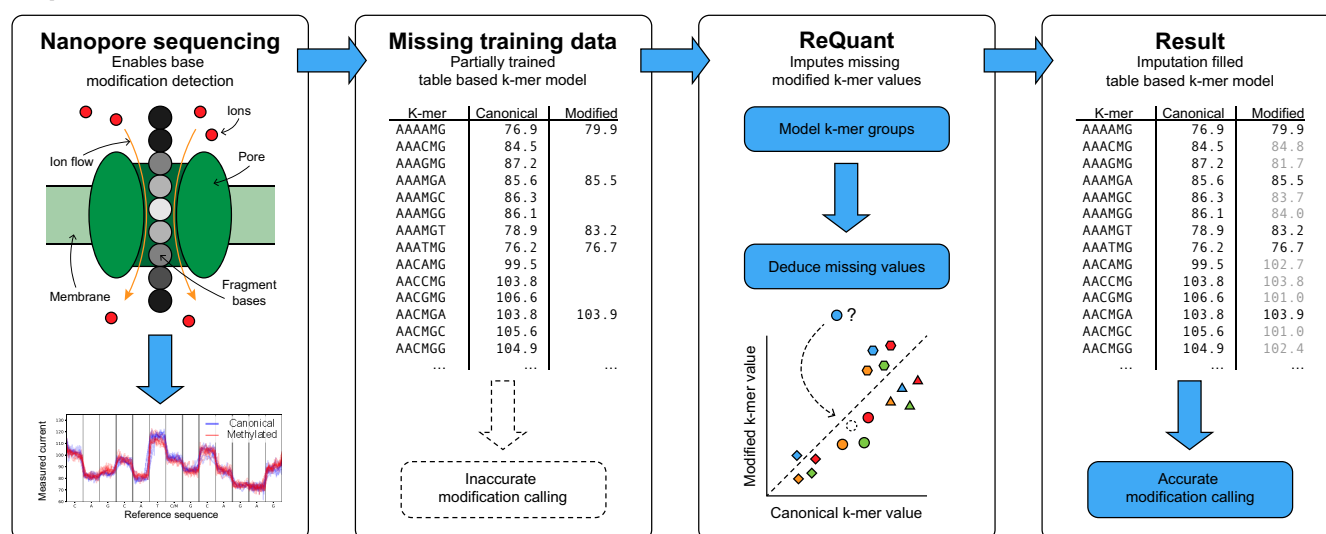 Nanopore sequencing
Enables base
modification detection
Ions
Ion flow
Pore
Membrane
Fragment
bases
Canonical
Methylated
Measured current
130
120
110
100
90
80
70
60
C A G C A T C/M G C A G A G
Reference sequence
Missing training data
Partially trained
table based k-mer model
K-mer Canonical Modified
AAAAMG 76.9 79.9
AAACMG 84.5
AAAGMG 87.2
AAAMGA 85.6 85.5
AAAMGC 86.3
AAAMGG 86.1
AAAMGT 78.9 83.2
AAATMG 76.2 76.7
AACAMG 99.5
AACCMG 103.8
AACGMG 106.6
AACMGA 103.8 103.9
AACMGC 105.6
AACMGG 104.9
... ... ...
Inaccurate
modification calling
ReQuant
Imputes missing
modified k-mer values
Model k-mer groups
Deduce missing values
?
Modified k-mer value
Canonical k-mer value
Result
Imputation filled
table based k-mer model
K-mer Canonical Modified
AAAAMG 76.9 79.9
AAACMG 84.5 84.8
AAAGMG 87.2 81.7
AAAMGA 85.6 85.5
AAAMGC 86.3 83.7
AAAMGG 86.1 84.0
AAAMGT 78.9 83.2
AAATMG 76.2 76.7
AACAMG 99.5 102.7
AACCMG 103.8 103.8
AACGMG 106.6 101.0
AACMGA 103.8 103.9
AACMGC 105.6 101.0
AACMGG 104.9 102.4
... ... ...
Accurate
modification calling